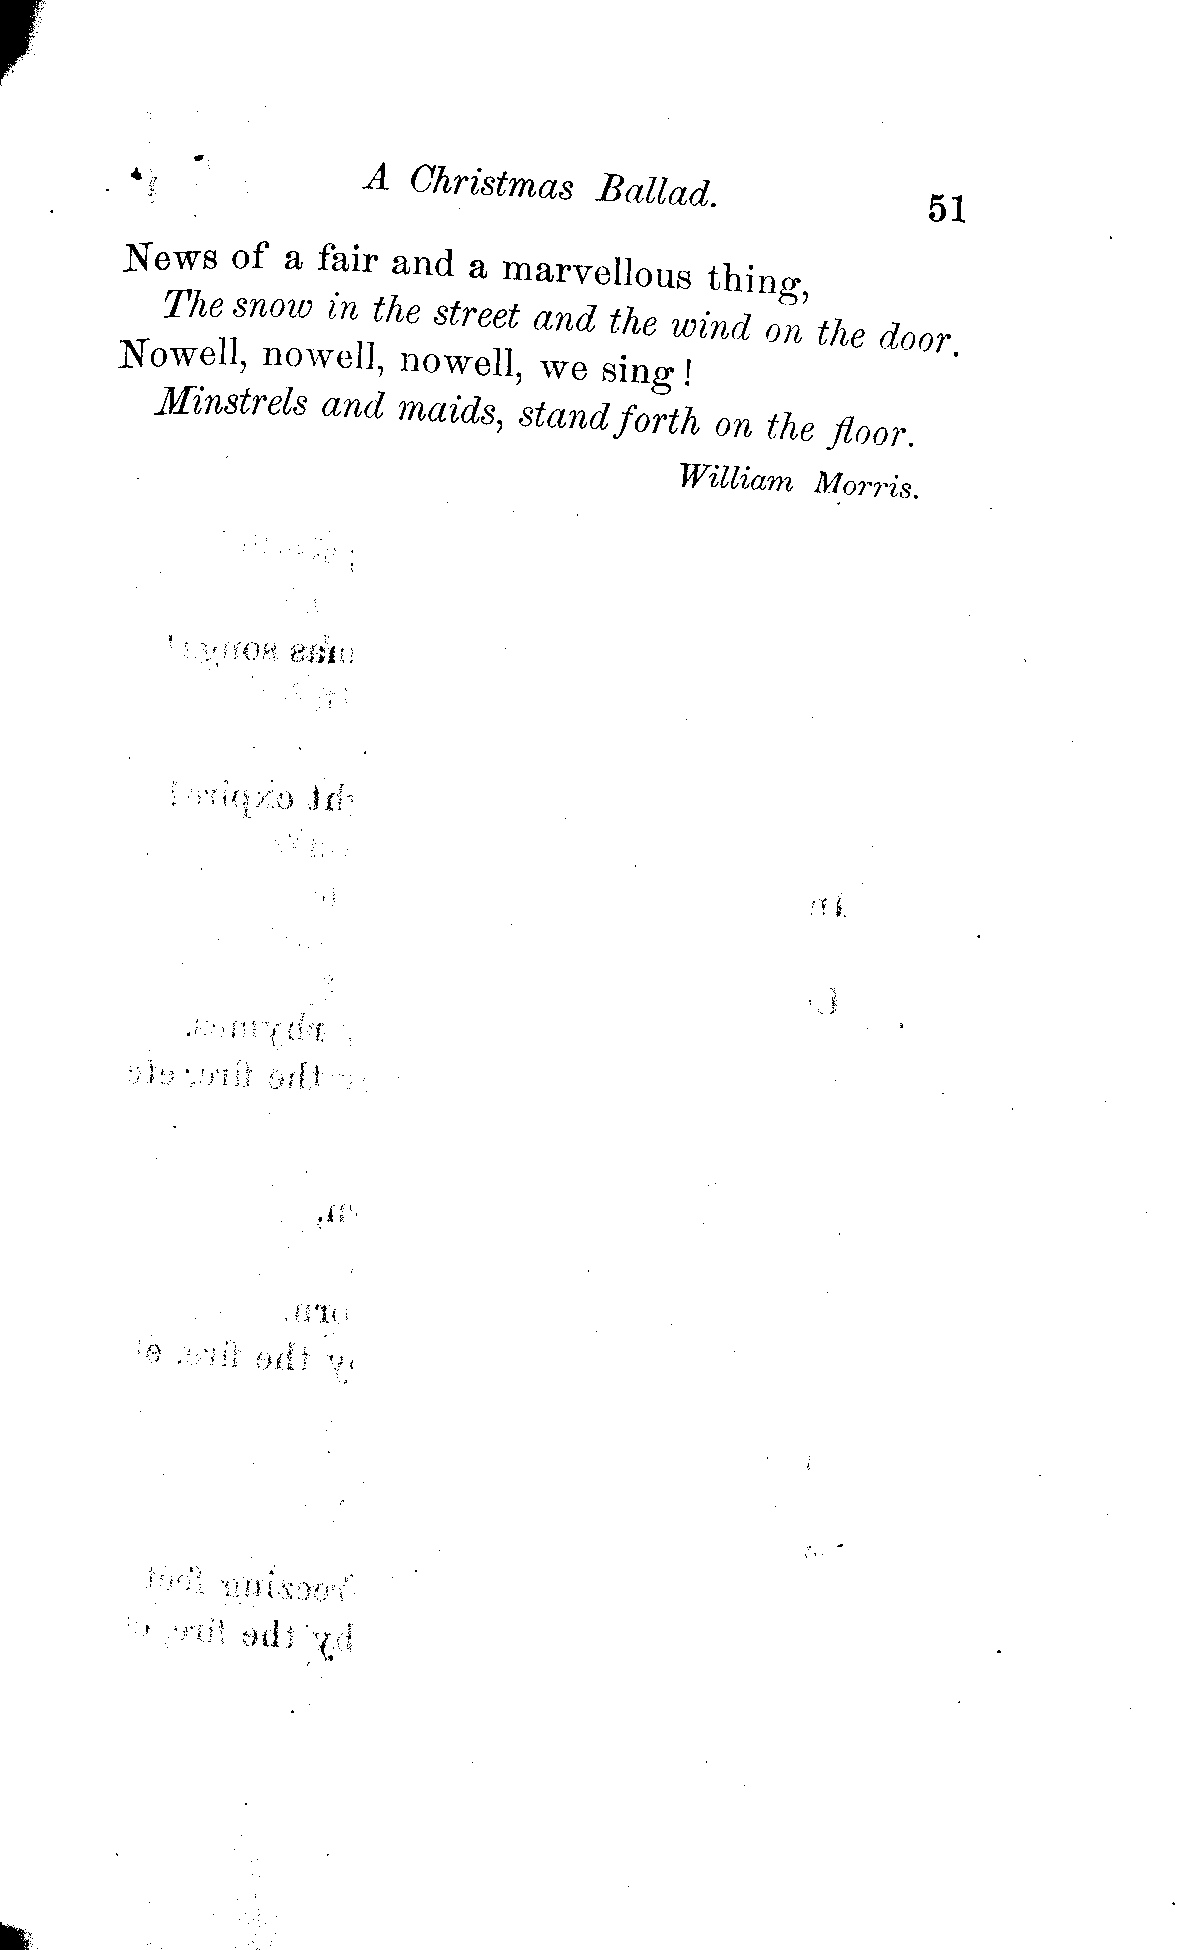 A Christmas Ballad.
51
News of a fair and a marvellous thing,
The snow in the street and the wind on the door.
Nowell, nowell, nowell, we sing!
Minstrels and maids, stand forth on the floor.
William Morris.